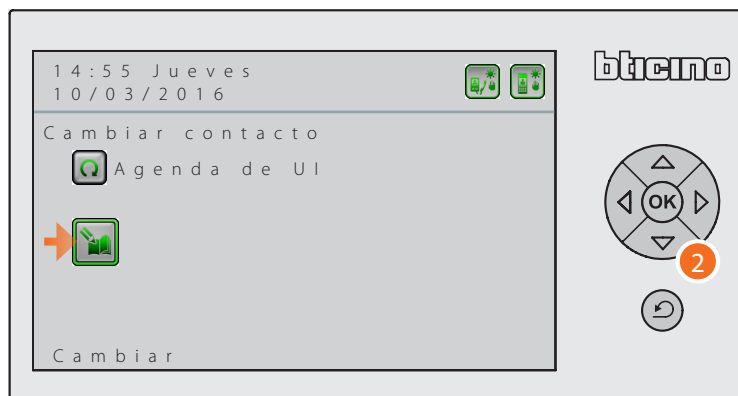 14:55 Jueves
10/03/2016
bticino
Cambiar contacto
Agenda de UI
OK
2
Cambiar